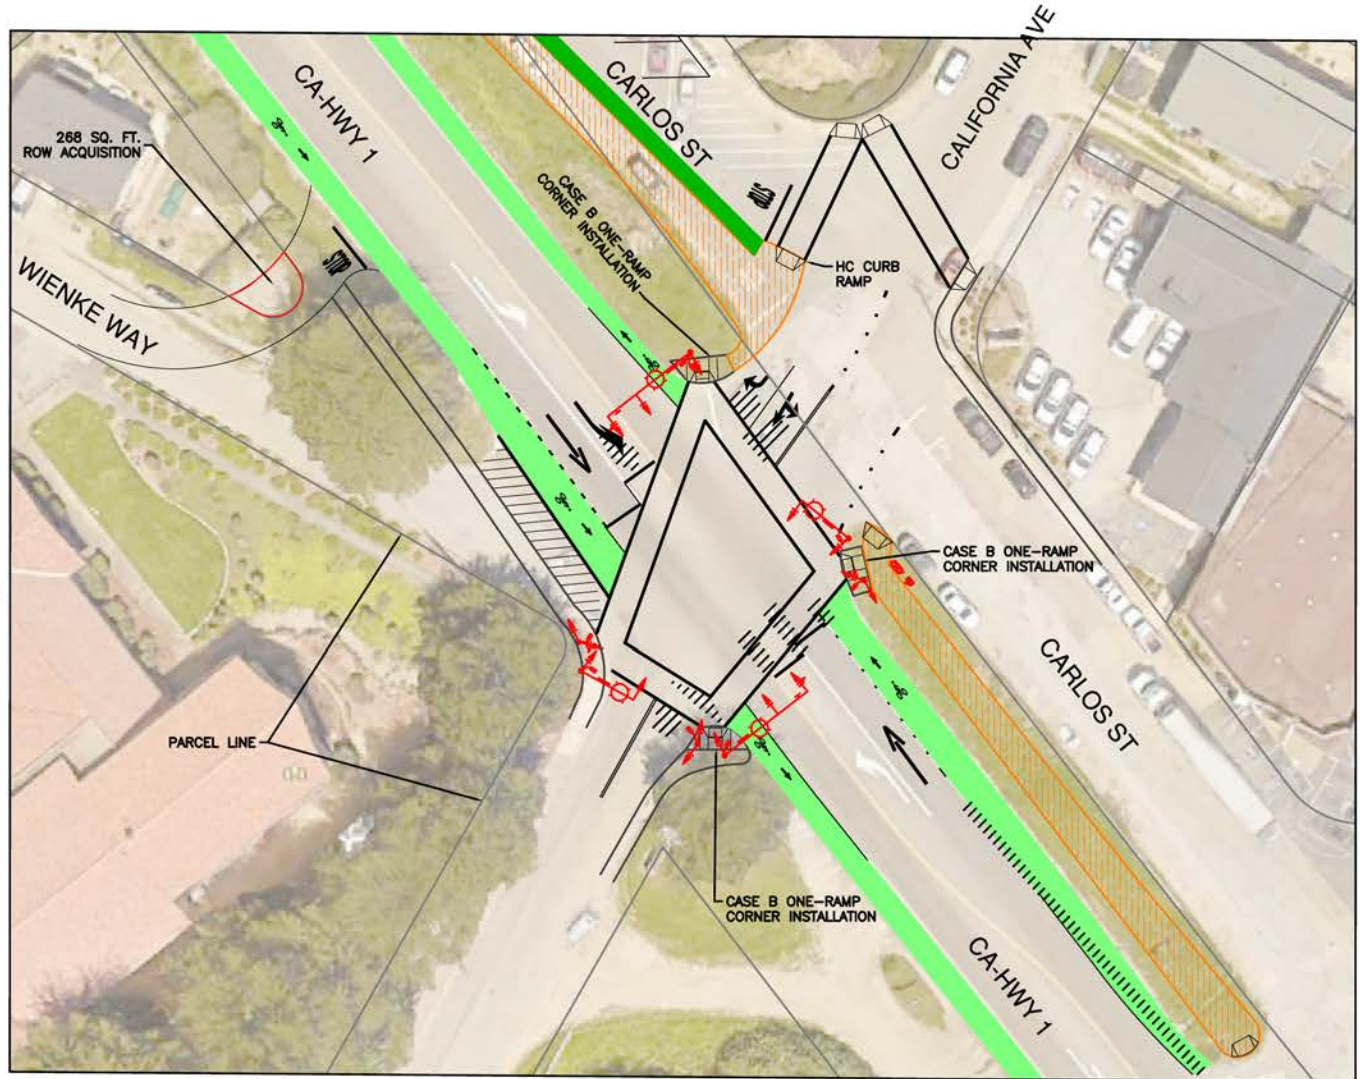 CALIFORNIA AVE
CA-HWY 1
CARLOS ST
268 SQ. FT.
ROW ACQUISITION
CASE B ONE-RAMP
CORNER INSTALLATION
STOP
STOP
WIENKE WAY
HC CURB
RAMP
CASE B ONE-RAMP
CORNER INSTALLATION
CARLOS ST
PARCEL LINE
CASE B ONE-RAMP
CORNER INSTALLATION
CA-HWY 1